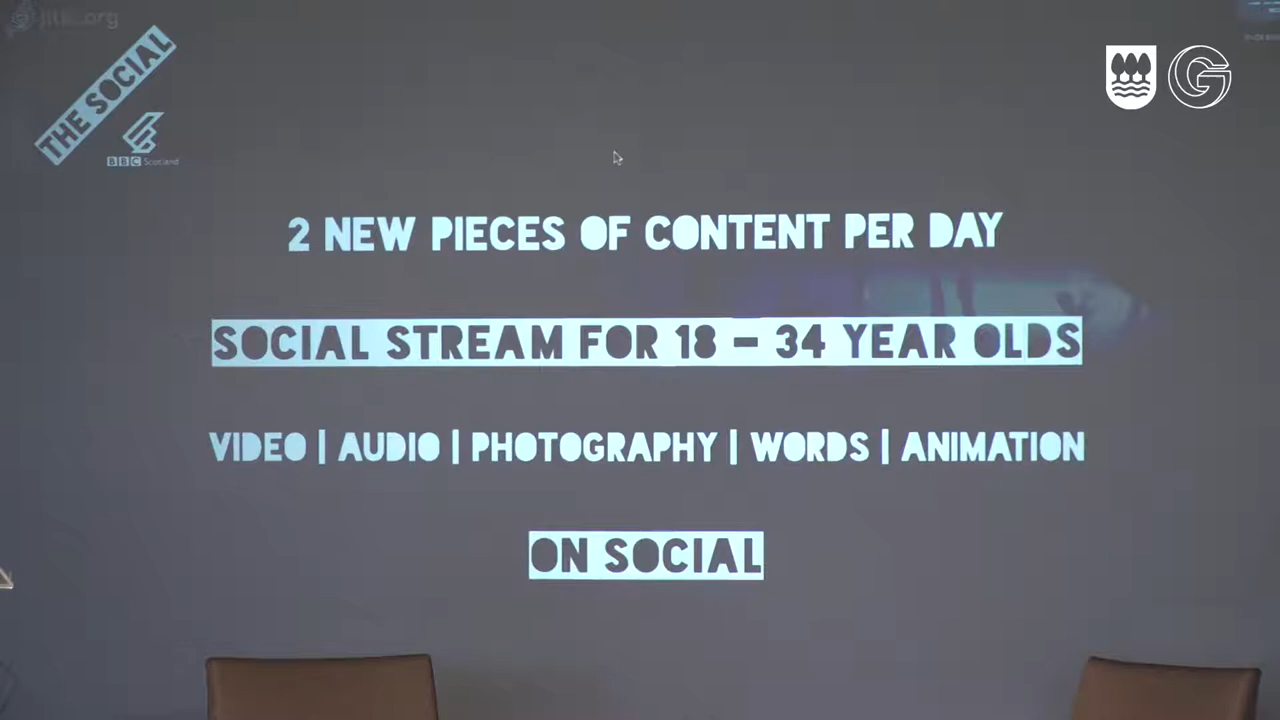 THE SOCIAL
BBC Scotland
2 NEW PIECES OF CONTENT PER DAY
SOCIAL STREAM FOR 18 – 34 YEAR OLDS
VIDEO | AUDIO | PHOTOGRAPHY | WORDS | ANIMATION
ON SOCIAL